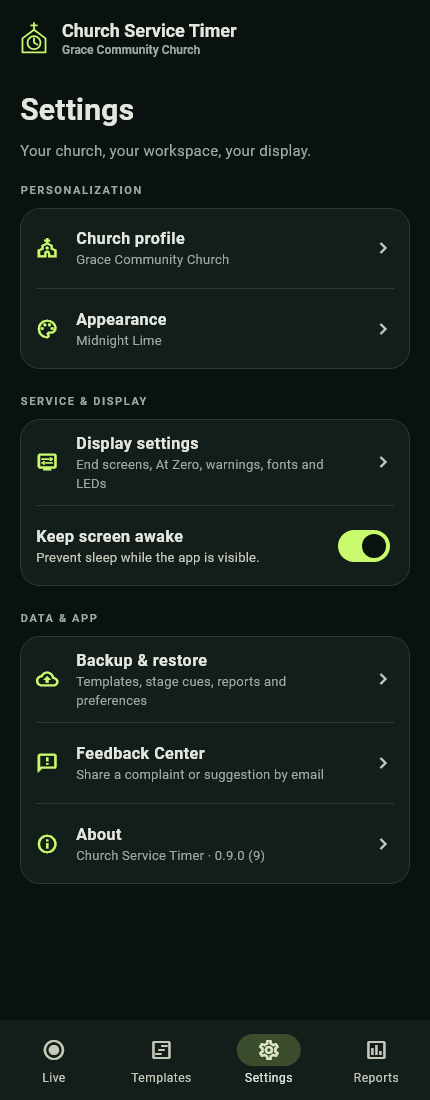 Church Service Timer
Grace Community Church
Settings
Your church, your workspace, your display.
PERSONALIZATION
Church profile
Grace Community Church
Appearance
Midnight Lime
SERVICE & DISPLAY
Display settings
End screens, At Zero, warnings, fonts and
LEDs
Keep screen awake
Prevent sleep while the app is visible.
DATA & APP
Backup & restore
Templates, stage cues, reports and
preferences
Feedback Center
Share a complaint or suggestion by email
About
Church Service Timer · 0.9.0 (9)
Live
Templates
Settings
Reports